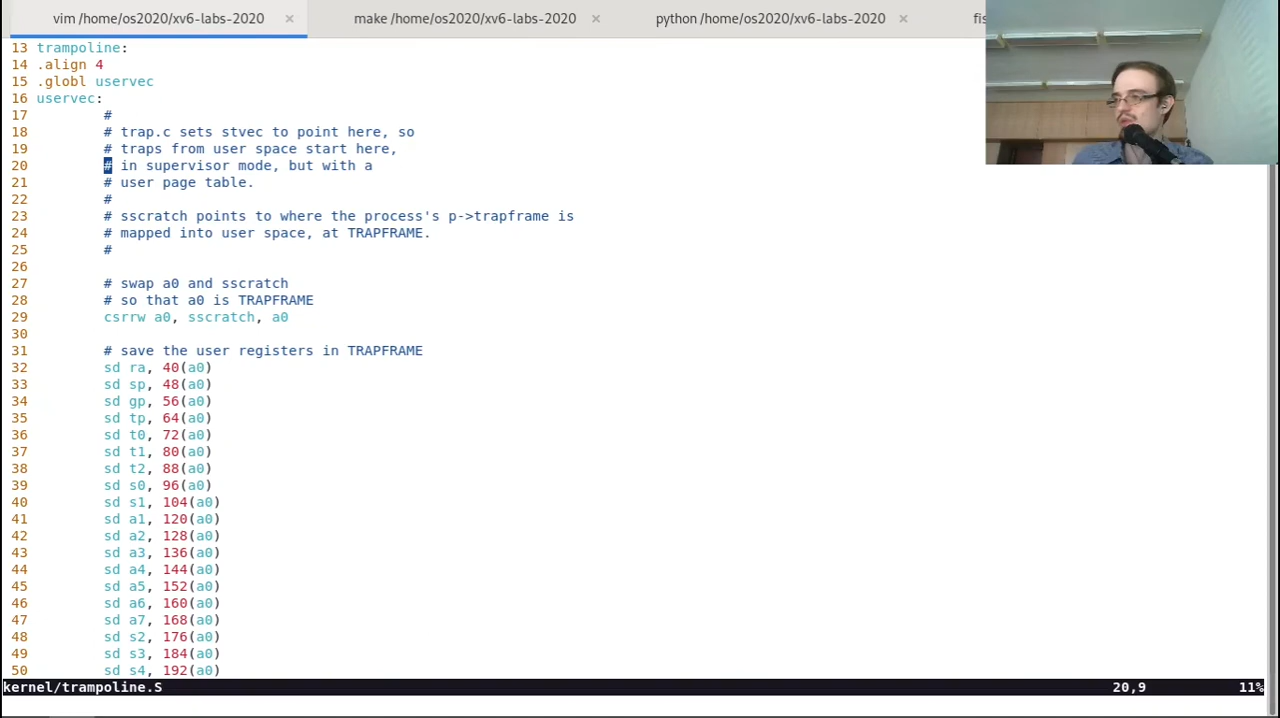 vim /home/os2020/xv6-labs-2020 × make /home/os2020/xv6-labs-2020 × python /home/os2020/xv6-labs-2020 × fis
13 trampoline:
14 .align 4
15 .globl uservec
16 uservec:
17 #
18 # trap.c sets stvec to point here, so
19 # traps from user space start here,
20 # in supervisor mode, but with a
21 # user page table.
22 #
23 # sscratch points to where the process's p->trapframe is
24 # mapped into user space, at TRAPFRAME.
25 #
26
27 # swap a0 and sscratch
28 # so that a0 is TRAPFRAME
29 csrrw a0, sscratch, a0
30
31 # save the user registers in TRAPFRAME
32 sd ra, 40(a0)
33 sd sp, 48(a0)
34 sd gp, 56(a0)
35 sd tp, 64(a0)
36 sd t0, 72(a0)
37 sd t1, 80(a0)
38 sd t2, 88(a0)
39 sd s0, 96(a0)
40 sd s1, 104(a0)
41 sd a1, 120(a0)
42 sd a2, 128(a0)
43 sd a3, 136(a0)
44 sd a4, 144(a0)
45 sd a5, 152(a0)
46 sd a6, 160(a0)
47 sd a7, 168(a0)
48 sd s2, 176(a0)
49 sd s3, 184(a0)
50 sd s4, 192(a0)
kernel/trampoline.S 20,9 11%